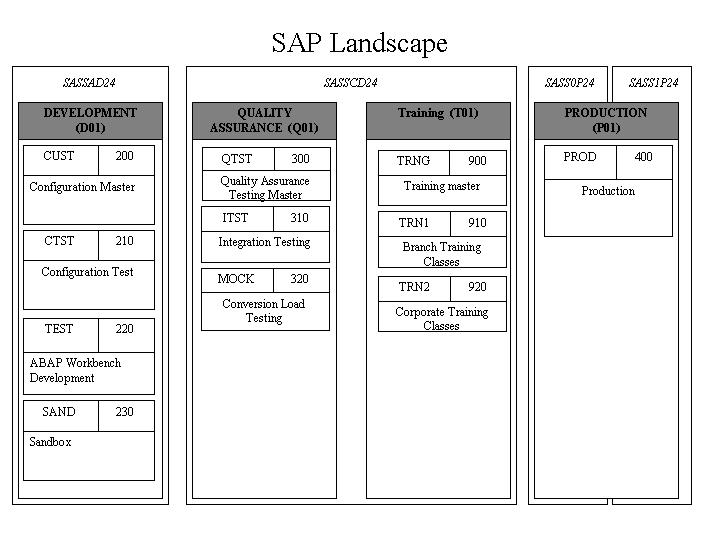 SAP Landscape
SASSAD24
SASSCD24
SASS0P24
SASS1P24
DEVELOPMENT
(D01)
CUST 200
Configuration Master
CTST 210
Configuration Test
TEST 220
ABAP Workbench
Development
SAND 230
Sandbox
QUALITY
ASSURANCE (Q01)
QTST 300
Quality Assurance
Testing Master
ITST 310
Integration Testing
MOCK 320
Conversion Load
Testing
Training (T01)
TRNG 900
Training master
TRN1 910
Branch Training
Classes
TRN2 920
Corporate Training
Classes
PRODUCTION
(P01)
PROD 400
Production